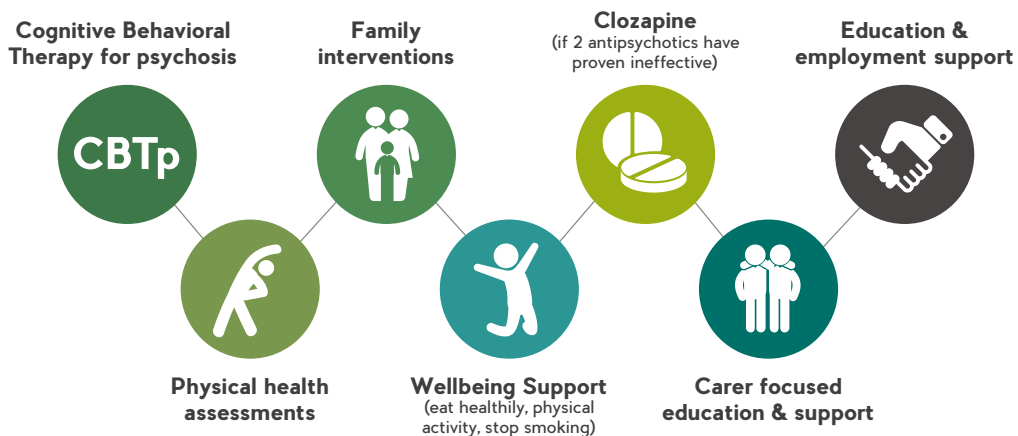 Cognitive Behavioral
Therapy for psychosis
CBTp
Physical health
assessments
Family
interventions
Wellbeing Support
(eat healthily, physical
activity, stop smoking)
Clozapine
(if 2 antipsychotics have
proven ineffective)
Carer focused
education & support
Education &
employment support